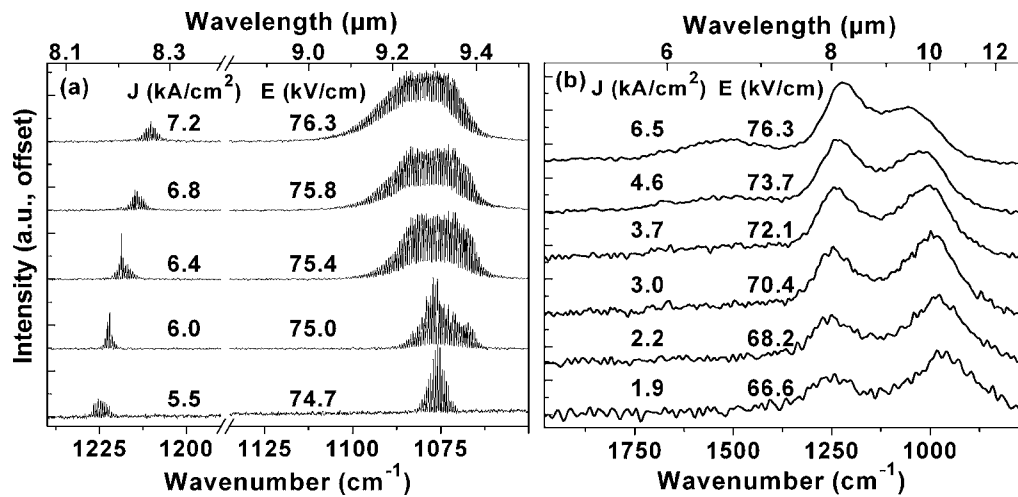 Wavelength (µm)
8.1 8.3 9.0 9.2 9.4
(a) J (kA/cm²) E (kV/cm)
7.2 76.3
6.8 75.8
6.4 75.4
6.0 75.0
5.5 74.7
Intensity (a.u., offset)
1225 1200 1125 1100 1075
Wavenumber (cm⁻¹)
Wavelength (µm)
6 8 10 12
(b) J (kA/cm²) E (kV/cm)
6.5 76.3
4.6 73.7
3.7 72.1
3.0 70.4
2.2 68.2
1.9 66.6
1750 1500 1250 1000
Wavenumber (cm⁻¹)